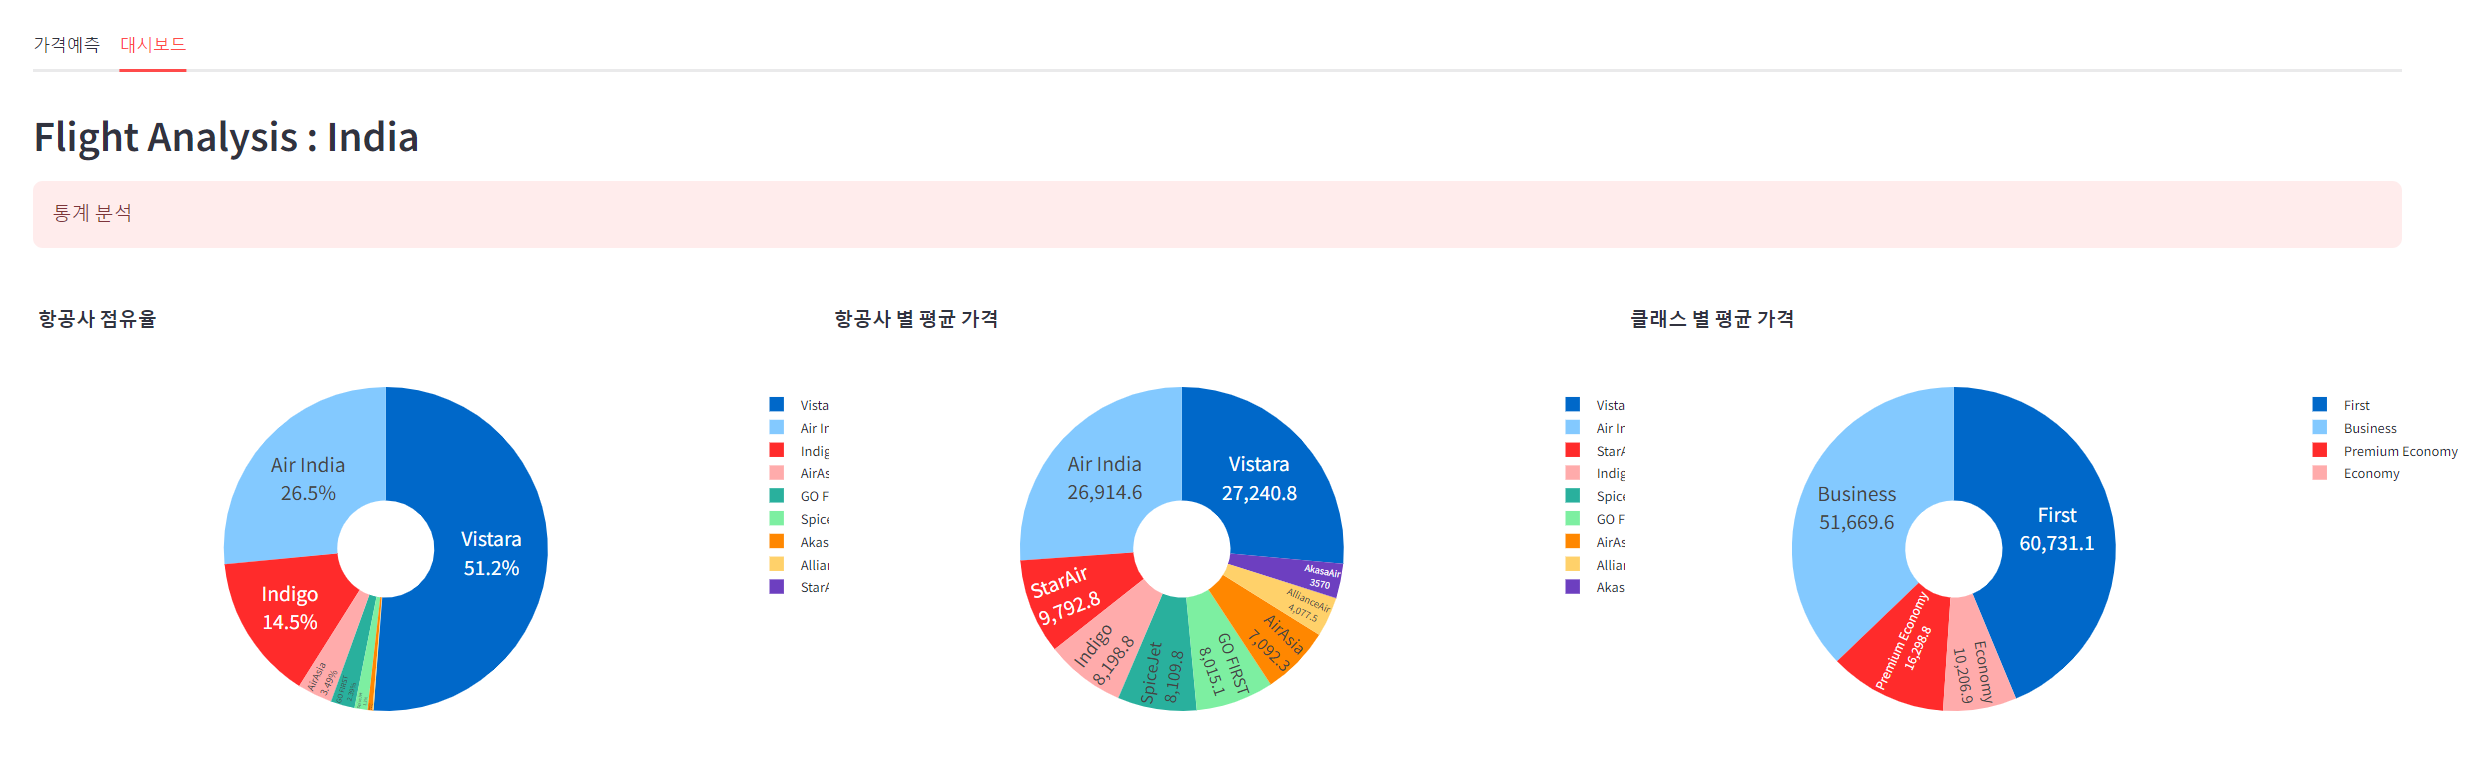 가격예측 대시보드
Flight Analysis : India
통계 분석
항공사 점유율
Air India
26.5%
Vistara
51.2%
Indigo
14.5%
AirAsia
3.49%
GO FIRST
Vista
Air In
Indig
AirAs
GO F
Spice
Akas
Allian
StarA
항공사 별 평균 가격
Air India
26,914.6
Vistara
27,240.8
StarAir
9,792.8
Indigo
8,198.8
SpiceJet
8,109.8
GO FIRST
8,015.1
AirAsia
7,092.3
AllianceAir
4,077.5
AkasaAir
3570
Vista
Air In
StarA
Indig
Spice
GO F
AirAs
Allian
Akas
클래스 별 평균 가격
Business
51,669.6
First
60,731.1
Premium Economy
16,298.8
Economy
10,206.9
First
Business
Premium Economy
Economy